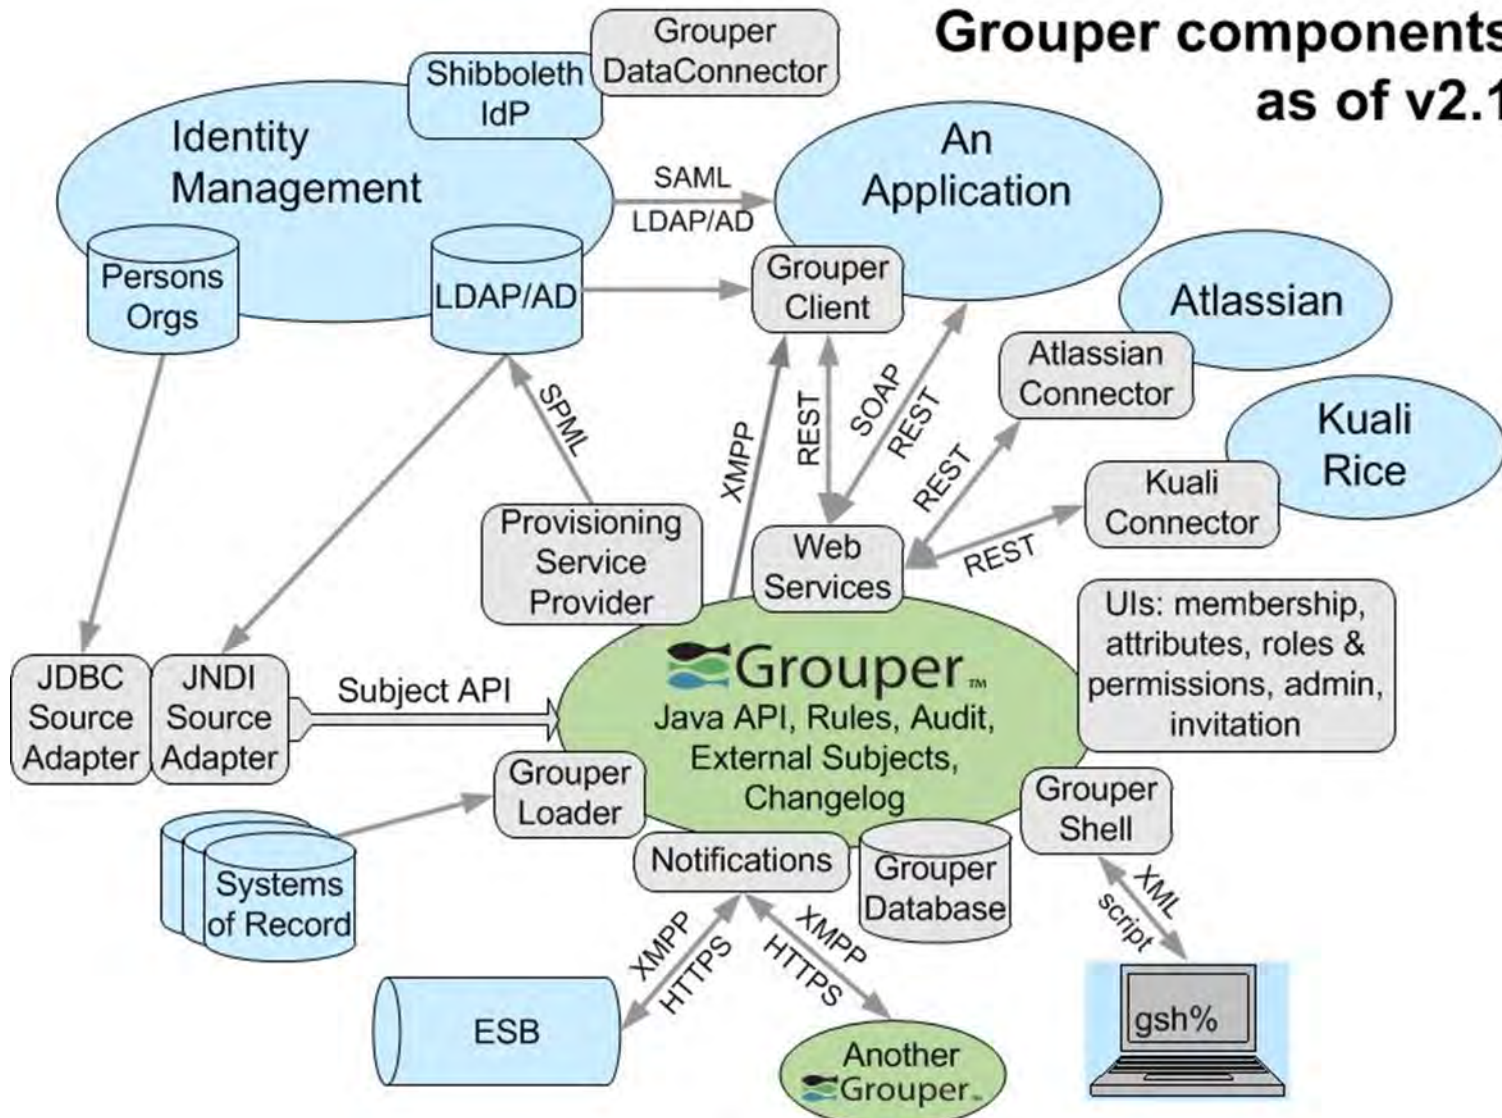 Grouper components
as of v2.1
Grouper
DataConnector
Shibboleth
IdP
Identity
Management
SAML
LDAP/AD
An
Application
Persons
Orgs
LDAP/AD
Grouper
Client
Atlassian
Atlassian
Connector
Kuali
Rice
Kuali
Connector
SPML
XMPP
REST
SOAP
REST
REST
REST
Provisioning
Service
Provider
Web
Services
UIs: membership,
attributes, roles &
permissions, admin,
invitation
JDBC
Source
Adapter
JNDI
Source
Adapter
Subject API
Grouper™
Java API, Rules, Audit,
External Subjects,
Changelog
Grouper
Loader
Grouper
Shell
Systems
of Record
Notifications
Grouper
Database
XMPP
HTTPS
XMPP
HTTPS
XML
script
ESB
Another
Grouper™
gsh%